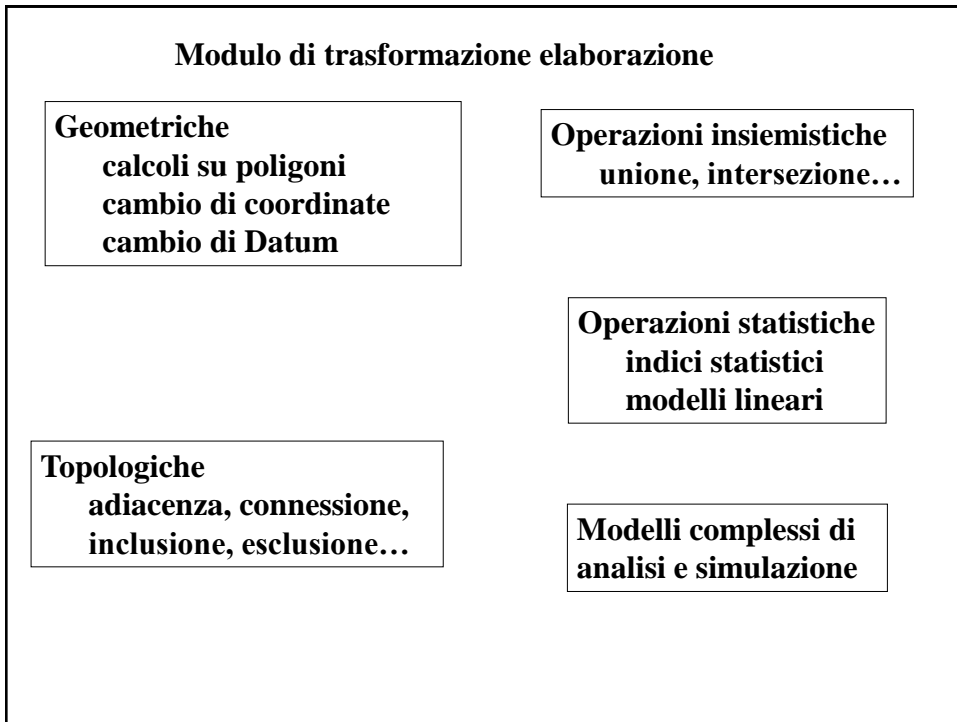 Modulo di trasformazione elaborazione
Geometriche
calcoli su poligoni
cambio di coordinate
cambio di Datum
Operazioni insiemistiche
unione, intersezione…
Operazioni statistiche
indici statistici
modelli lineari
Topologiche
adiacenza, connessione,
inclusione, esclusione…
Modelli complessi di
analisi e simulazione